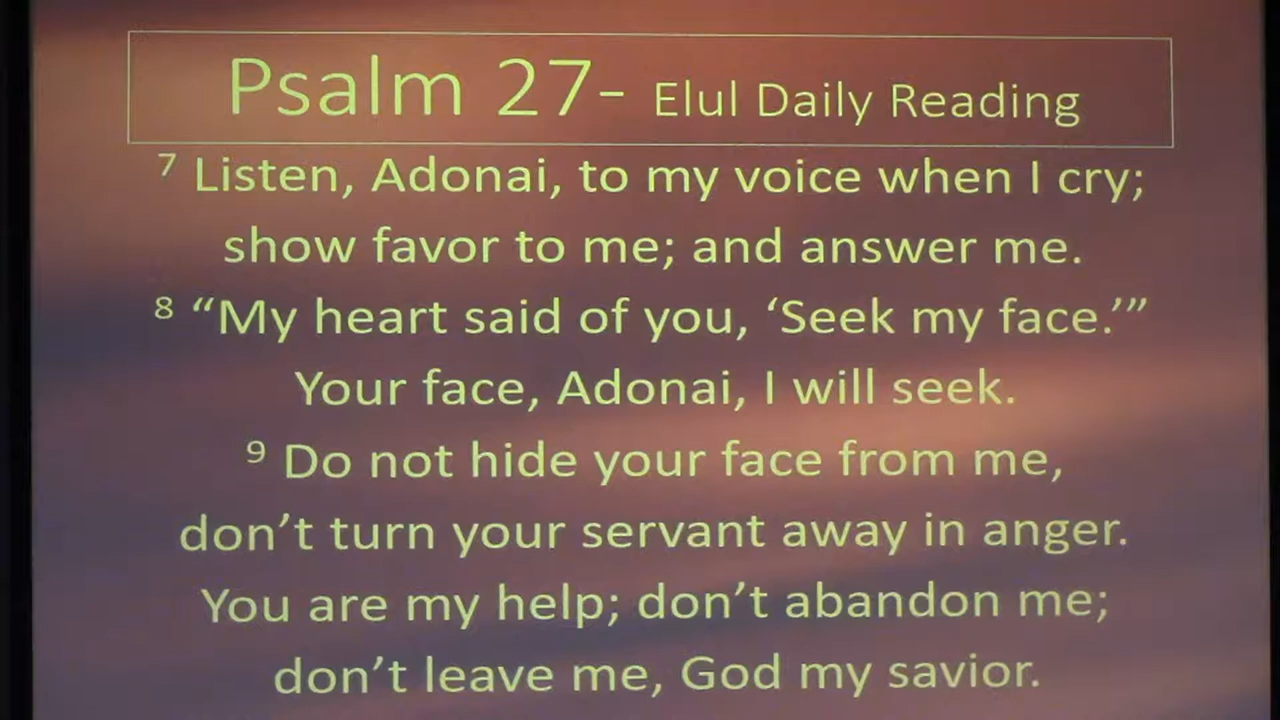 Psalm 27- Elul Daily Reading
7 Listen, Adonai, to my voice when I cry;
show favor to me; and answer me.
8 “My heart said of you, ‘Seek my face.’”
Your face, Adonai, I will seek.
9 Do not hide your face from me,
don’t turn your servant away in anger.
You are my help; don’t abandon me;
don’t leave me, God my savior.